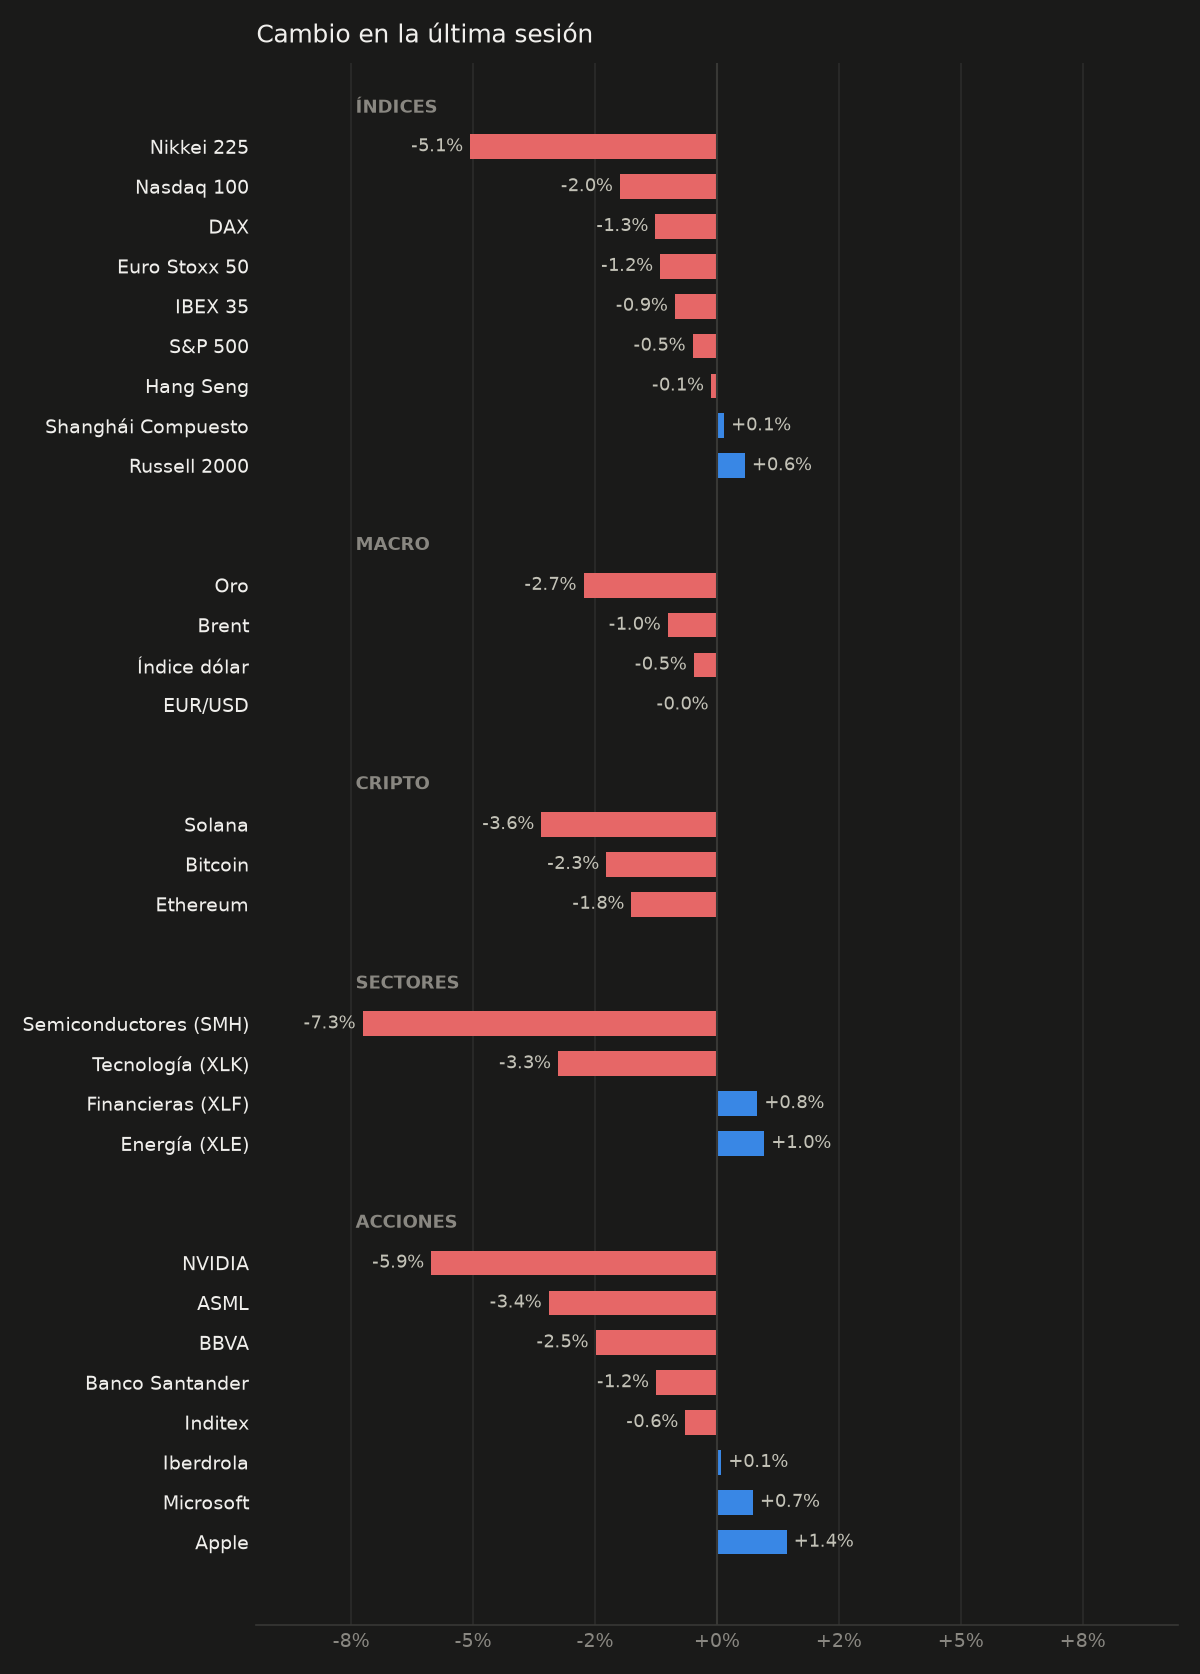 Cambio en la última sesión
ÍNDICES
Nikkei 225 -5.1%
Nasdaq 100 -2.0%
DAX -1.3%
Euro Stoxx 50 -1.2%
IBEX 35 -0.9%
S&P 500 -0.5%
Hang Seng -0.1%
Shanghái Compuesto +0.1%
Russell 2000 +0.6%
MACRO
Oro -2.7%
Brent -1.0%
Índice dólar -0.5%
EUR/USD -0.0%
CRIPTO
Solana -3.6%
Bitcoin -2.3%
Ethereum -1.8%
SECTORES
Semiconductores (SMH) -7.3%
Tecnología (XLK) -3.3%
Financieras (XLF) +0.8%
Energía (XLE) +1.0%
ACCIONES
NVIDIA -5.9%
ASML -3.4%
BBVA -2.5%
Banco Santander -1.2%
Inditex -0.6%
Iberdrola +0.1%
Microsoft +0.7%
Apple +1.4%
-8% -5% -2% +0% +2% +5% +8%